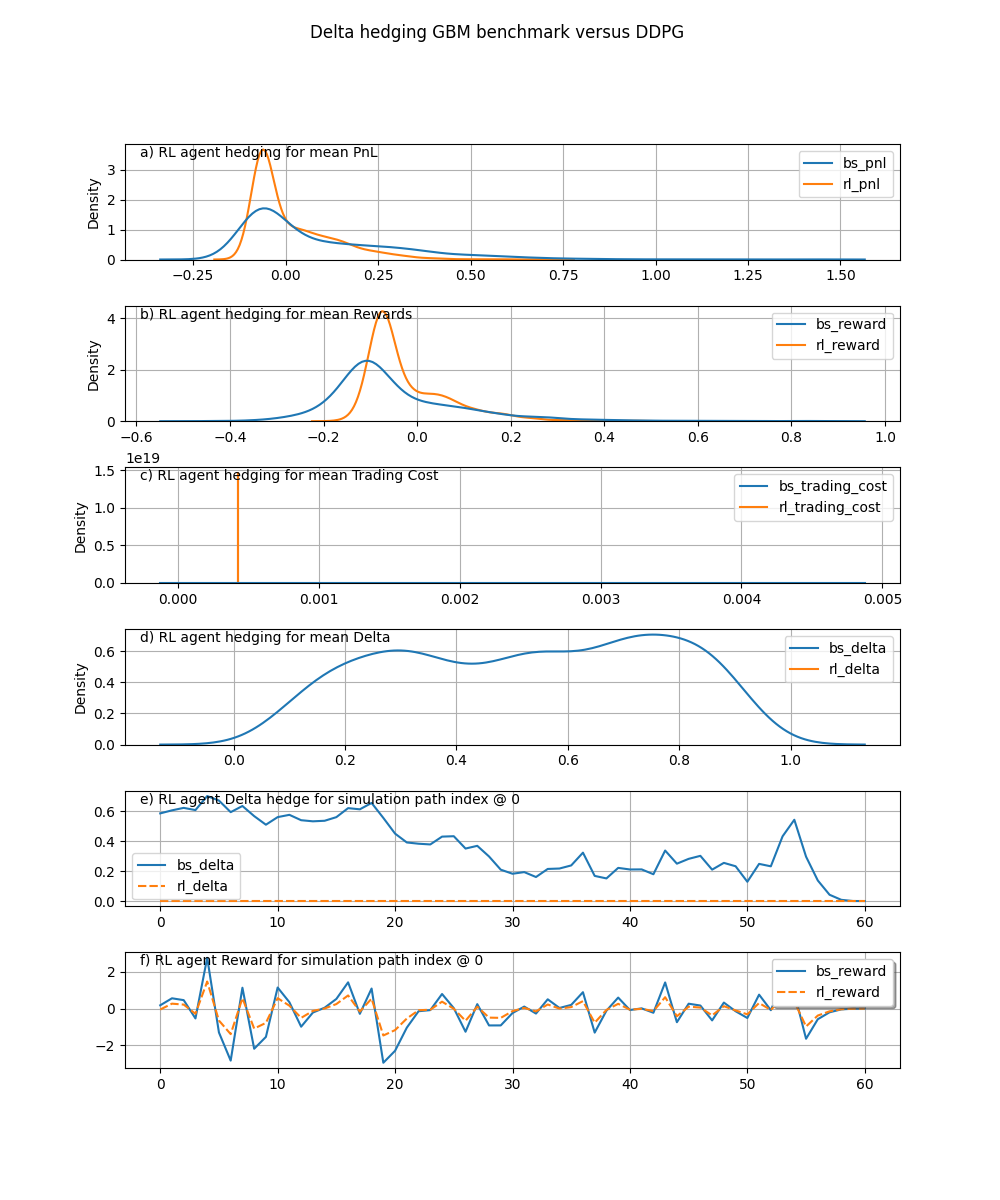 Delta hedging GBM benchmark versus DDPG
a) RL agent hedging for mean PnL
bs_pnl
rl_pnl
Density
3
2
1
0
−0.25 0.00 0.25 0.50 0.75 1.00 1.25 1.50
b) RL agent hedging for mean Rewards
bs_reward
rl_reward
Density
4
2
0
−0.6 −0.4 −0.2 0.0 0.2 0.4 0.6 0.8 1.0
1e19
c) RL agent hedging for mean Trading Cost
bs_trading_cost
rl_trading_cost
Density
1.5
1.0
0.5
0.0
0.000 0.001 0.002 0.003 0.004 0.005
d) RL agent hedging for mean Delta
bs_delta
rl_delta
Density
0.6
0.4
0.2
0.0
0.0 0.2 0.4 0.6 0.8 1.0
e) RL agent Delta hedge for simulation path index @ 0
bs_delta
rl_delta
0.6
0.4
0.2
0.0
0 10 20 30 40 50 60
f) RL agent Reward for simulation path index @ 0
bs_reward
rl_reward
2
0
−2
0 10 20 30 40 50 60